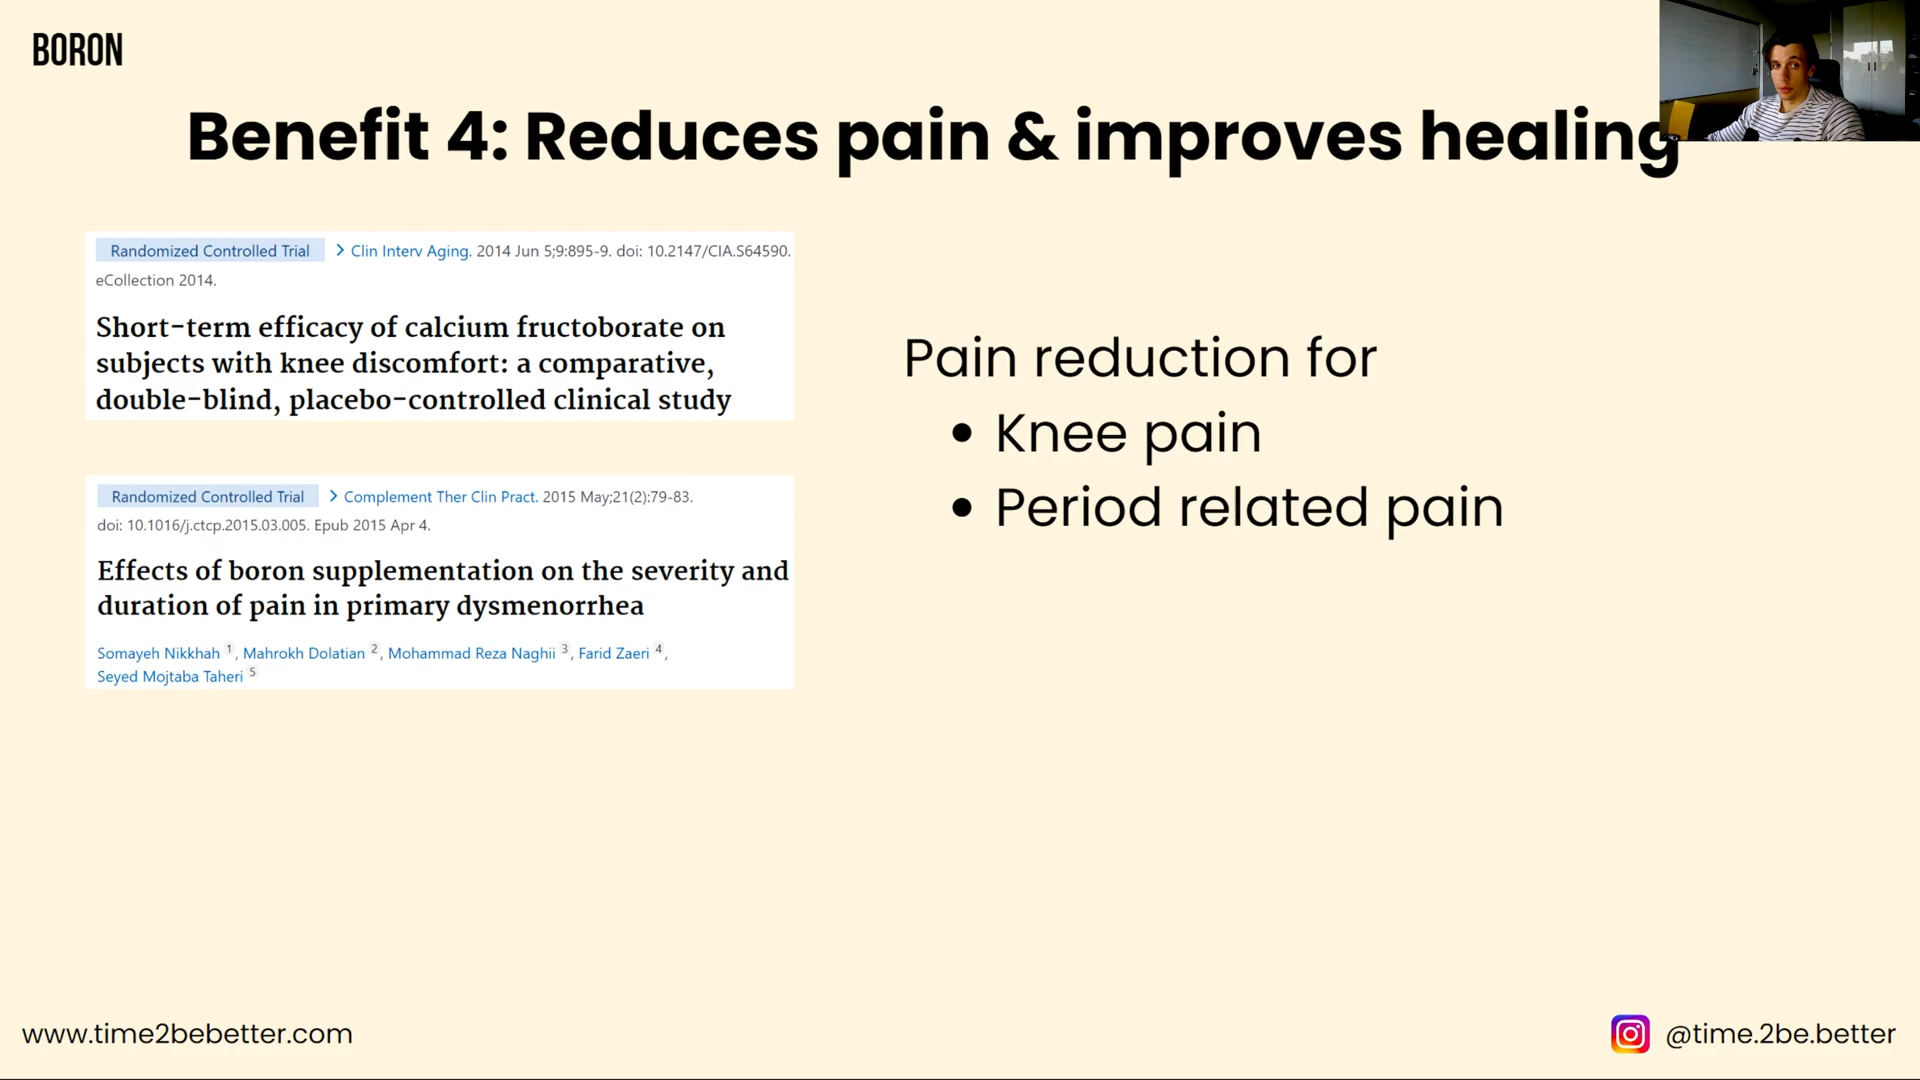 BORON
Benefit 4: Reduces pain & improves healing
Randomized Controlled Trial > Clin Interv Aging. 2014 Jun 5;9:895-9. doi: 10.2147/CIA.S64590.
eCollection 2014.
Short-term efficacy of calcium fructoborate on
subjects with knee discomfort: a comparative,
double-blind, placebo-controlled clinical study
Randomized Controlled Trial > Complement Ther Clin Pract. 2015 May;21(2):79-83.
doi: 10.1016/j.ctcp.2015.03.005. Epub 2015 Apr 4.
Effects of boron supplementation on the severity and
duration of pain in primary dysmenorrhea
Somayeh Nikkhah 1, Mahrokh Dolatian 2, Mohammad Reza Naghii 3, Farid Zaeri 4,
Seyed Mojtaba Taheri 5
Pain reduction for
• Knee pain
• Period related pain
www.time2bebetter.com
@time.2be.better